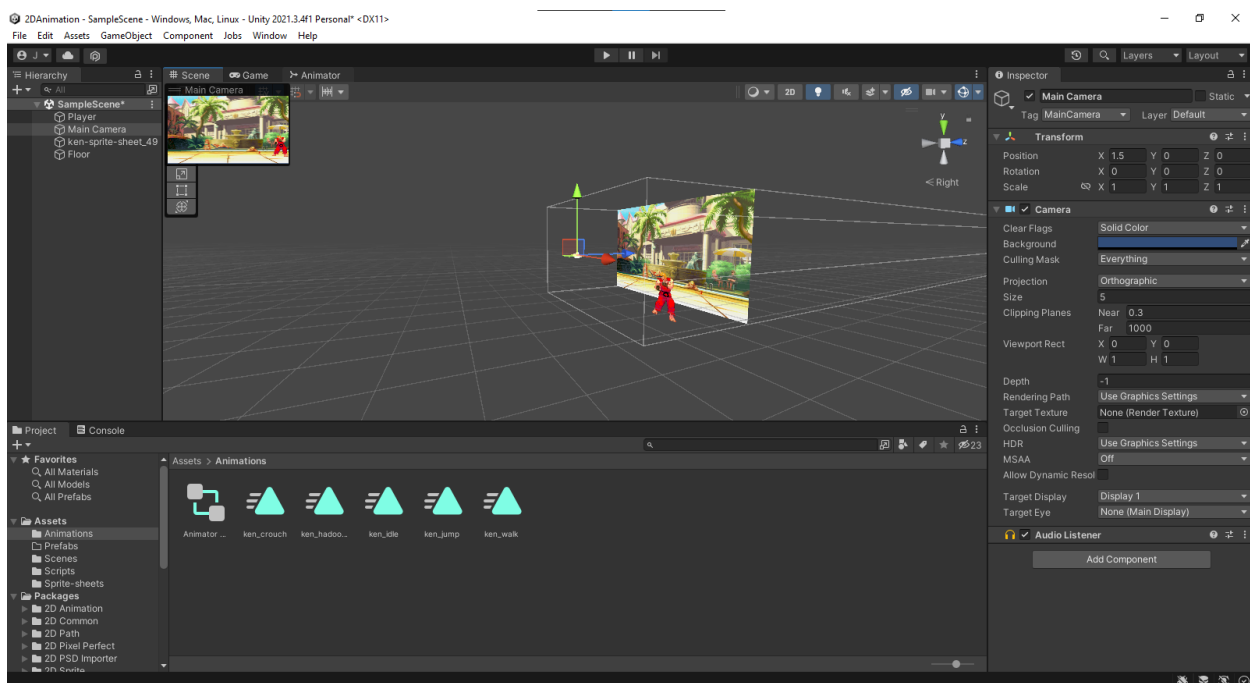 2DAnimation - SampleScene - Windows, Mac, Linux - Unity 2021.3.4f1 Personal* <DX11>
File Edit Assets GameObject Component Jobs Window Help
J Layers Layout
Hierarchy
All
SampleScene*
Player
Main Camera
ken-sprite-sheet_49
Floor
Scene Game Animator
Main Camera
2D
y
z
Right
Inspector
Main Camera Static
Tag MainCamera Layer Default
Transform
Position X 1.5 Y 0 Z 0
Rotation X 0 Y 0 Z 0
Scale X 1 Y 1 Z 1
Camera
Clear Flags Solid Color
Background
Culling Mask Everything
Projection Orthographic
Size 5
Clipping Planes Near 0.3
Far 1000
Viewport Rect X 0 Y 0
W 1 H 1
Depth -1
Rendering Path Use Graphics Settings
Target Texture None (Render Texture)
Occlusion Culling
HDR Use Graphics Settings
MSAA Off
Allow Dynamic Resol
Target Display Display 1
Target Eye None (Main Display)
Audio Listener
Add Component
Project Console
23
Favorites
All Materials
All Models
All Prefabs
Assets
Animations
Prefabs
Scenes
Scripts
Sprite-sheets
Packages
2D Animation
2D Common
2D Path
2D Pixel Perfect
2D PSD Importer
2D Sprite
Assets > Animations
Animator ... ken_crouch ken_hadoo... ken_idle ken_jump ken_walk